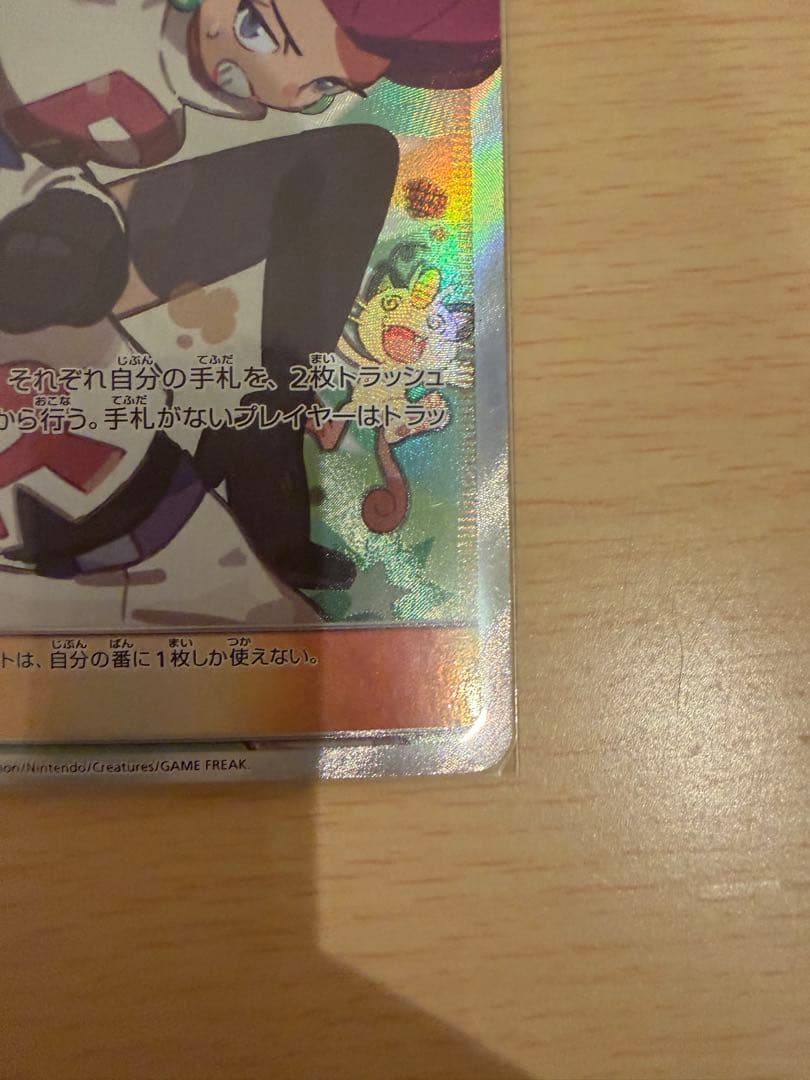 それぞれ自分の手札を、2枚トラッシュ
から行う。手札がないプレイヤーはトラッ
トは、自分の番に1枚しか使えない。
mon/Nintendo/Creatures/GAME FREAK.